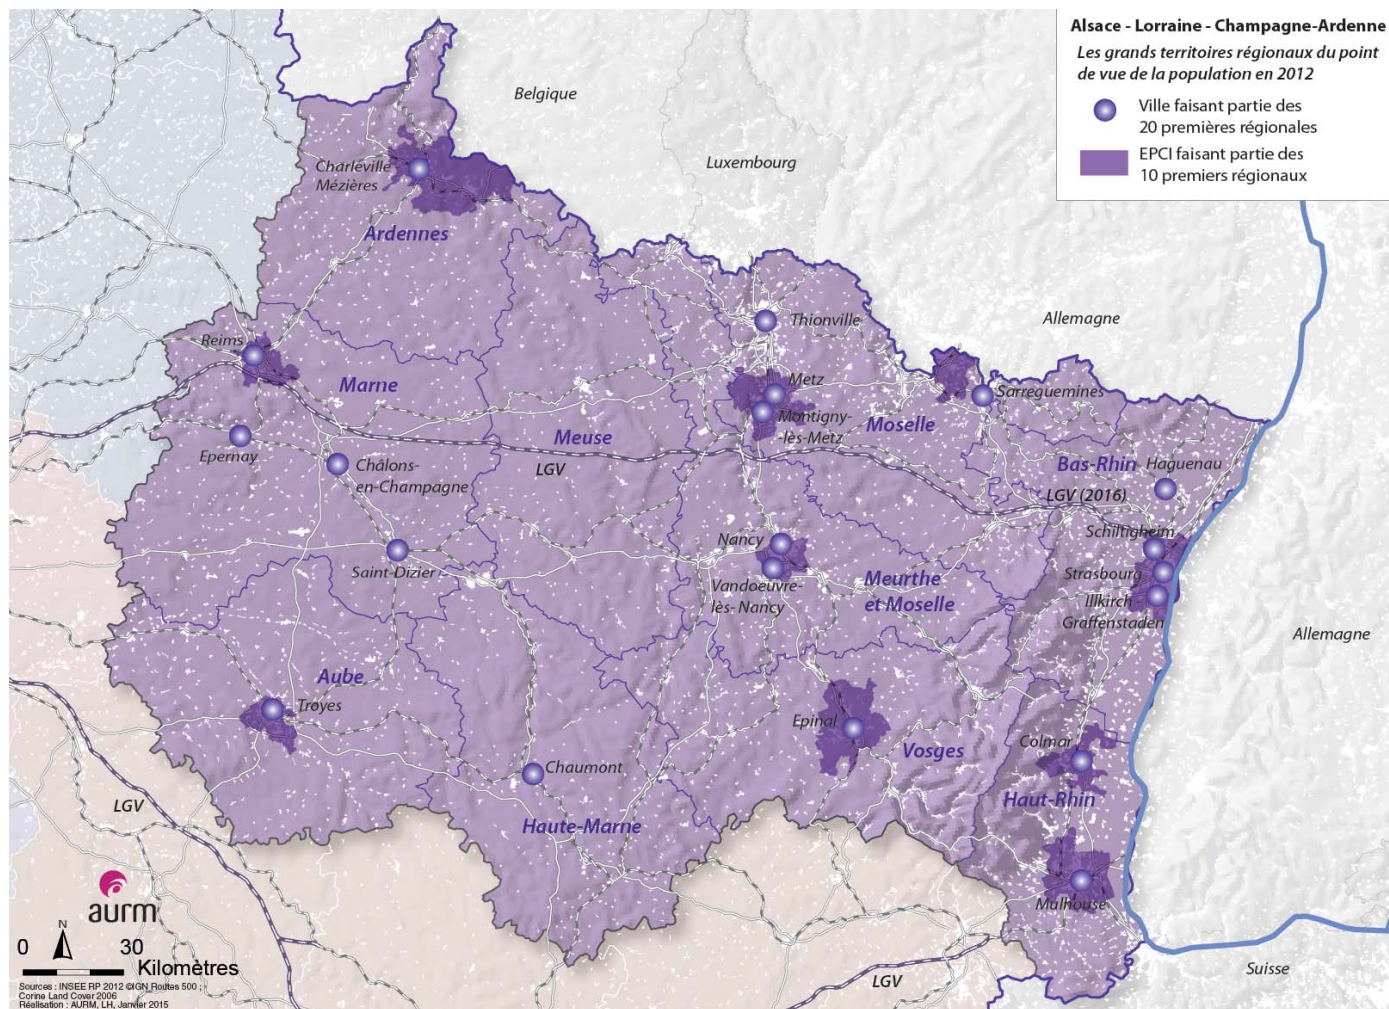 Alsace - Lorraine - Champagne-Ardenne
Les grands territoires régionaux du point
de vue de la population en 2012
Ville faisant partie des
20 premières régionales
EPCI faisant partie des
10 premiers régionaux
Belgique
Luxembourg
Charleville
Mézières
Ardennes
Allemagne
Thionville
Reims
Marne
Metz
Montigny-
-lès-Metz
Sarreguemines
Moselle
Meuse
Epernay
LGV
Châlons-
en-Champagne
Bas-Rhin
Haguenau
LGV (2016)
Schiltigheim
Nancy
Saint-Dizier
Vandoeuvre-
lès-Nancy
Meurthe
et Moselle
Strasbourg
Illkirch
Graffenstaden
Allemagne
Aube
Troyes
Epinal
Vosges
Colmar
Chaumont
Haut-Rhin
LGV
Haute-Marne
Mulhouse
aurm
N
0 30
Kilomètres
LGV
Suisse
Sources : INSEE RP 2012 ©IGN Routes 500 ;
Corine Land Cover 2006
Réalisation : AURM, LH, Janvier 2015